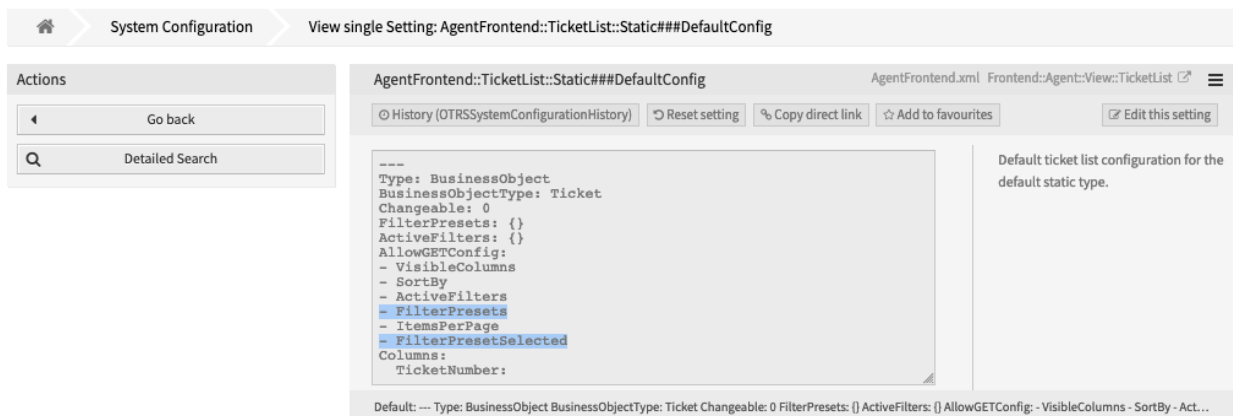 System Configuration
View single Setting: AgentFrontend::TicketList::Static###DefaultConfig
Actions
Go back
Detailed Search
AgentFrontend::TicketList::Static###DefaultConfig
AgentFrontend.xml Frontend::Agent::View::TicketList
History (OTRSSystemConfigurationHistory) Reset setting Copy direct link Add to favourites Edit this setting
---
Type: BusinessObject
BusinessObjectType: Ticket
Changeable: 0
FilterPresets: {}
ActiveFilters: {}
AllowGETConfig:
- VisibleColumns
- SortBy
- ActiveFilters
- FilterPresets
- ItemsPerPage
- FilterPresetSelected
Columns:
TicketNumber:
Default ticket list configuration for the
default static type.
Default: --- Type: BusinessObject BusinessObjectType: Ticket Changeable: 0 FilterPresets: {} ActiveFilters: {} AllowGETConfig: - VisibleColumns - SortBy - Act...